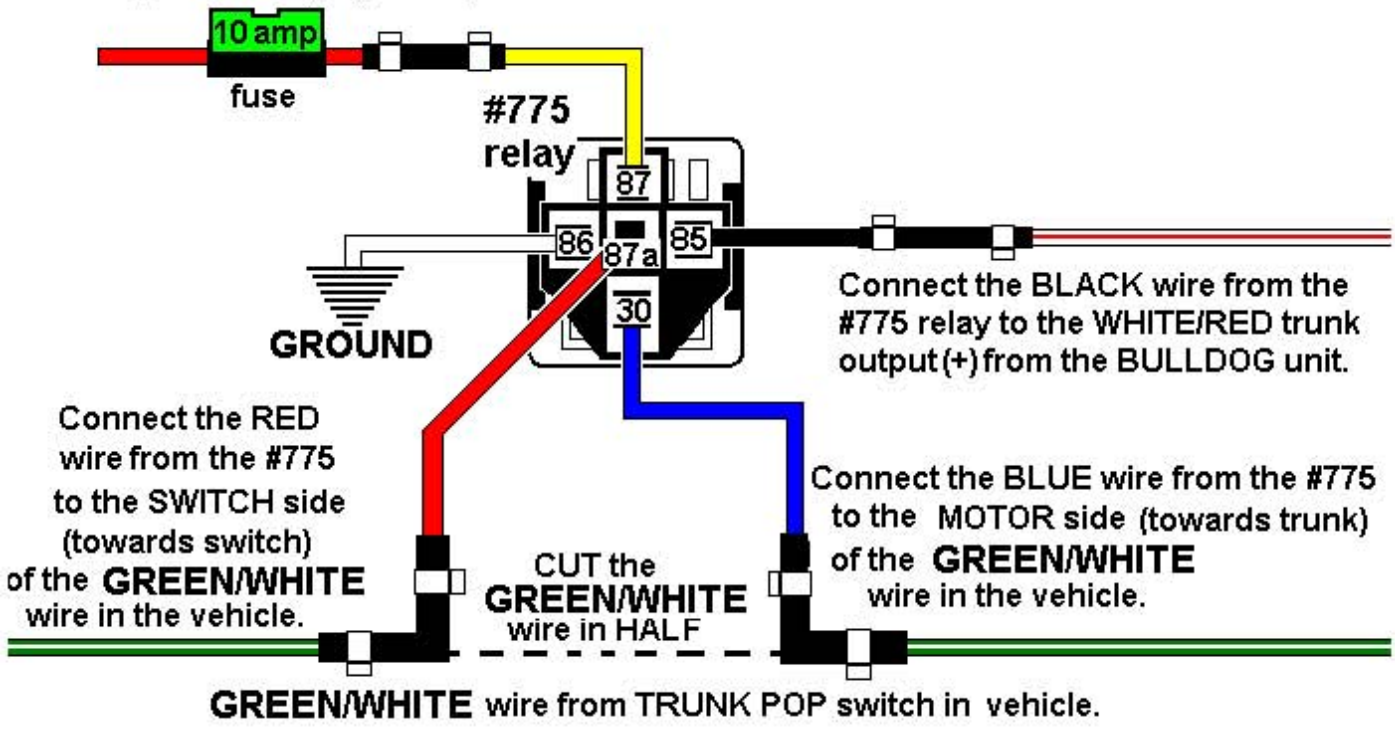 10 amp
fuse
#775
relay
87
86
87a
85
30
GROUND
Connect the BLACK wire from the
#775 relay to the WHITE/RED trunk
output(+)from the BULLDOG unit.
Connect the RED
wire from the #775
to the SWITCH side
(towards switch)
of the GREEN/WHITE
wire in the vehicle.
CUT the
GREEN/WHITE
wire in HALF
Connect the BLUE wire from the #775
to the MOTOR side (towards trunk)
of the GREEN/WHITE
wire in the vehicle.
GREEN/WHITE wire from TRUNK POP switch in vehicle.